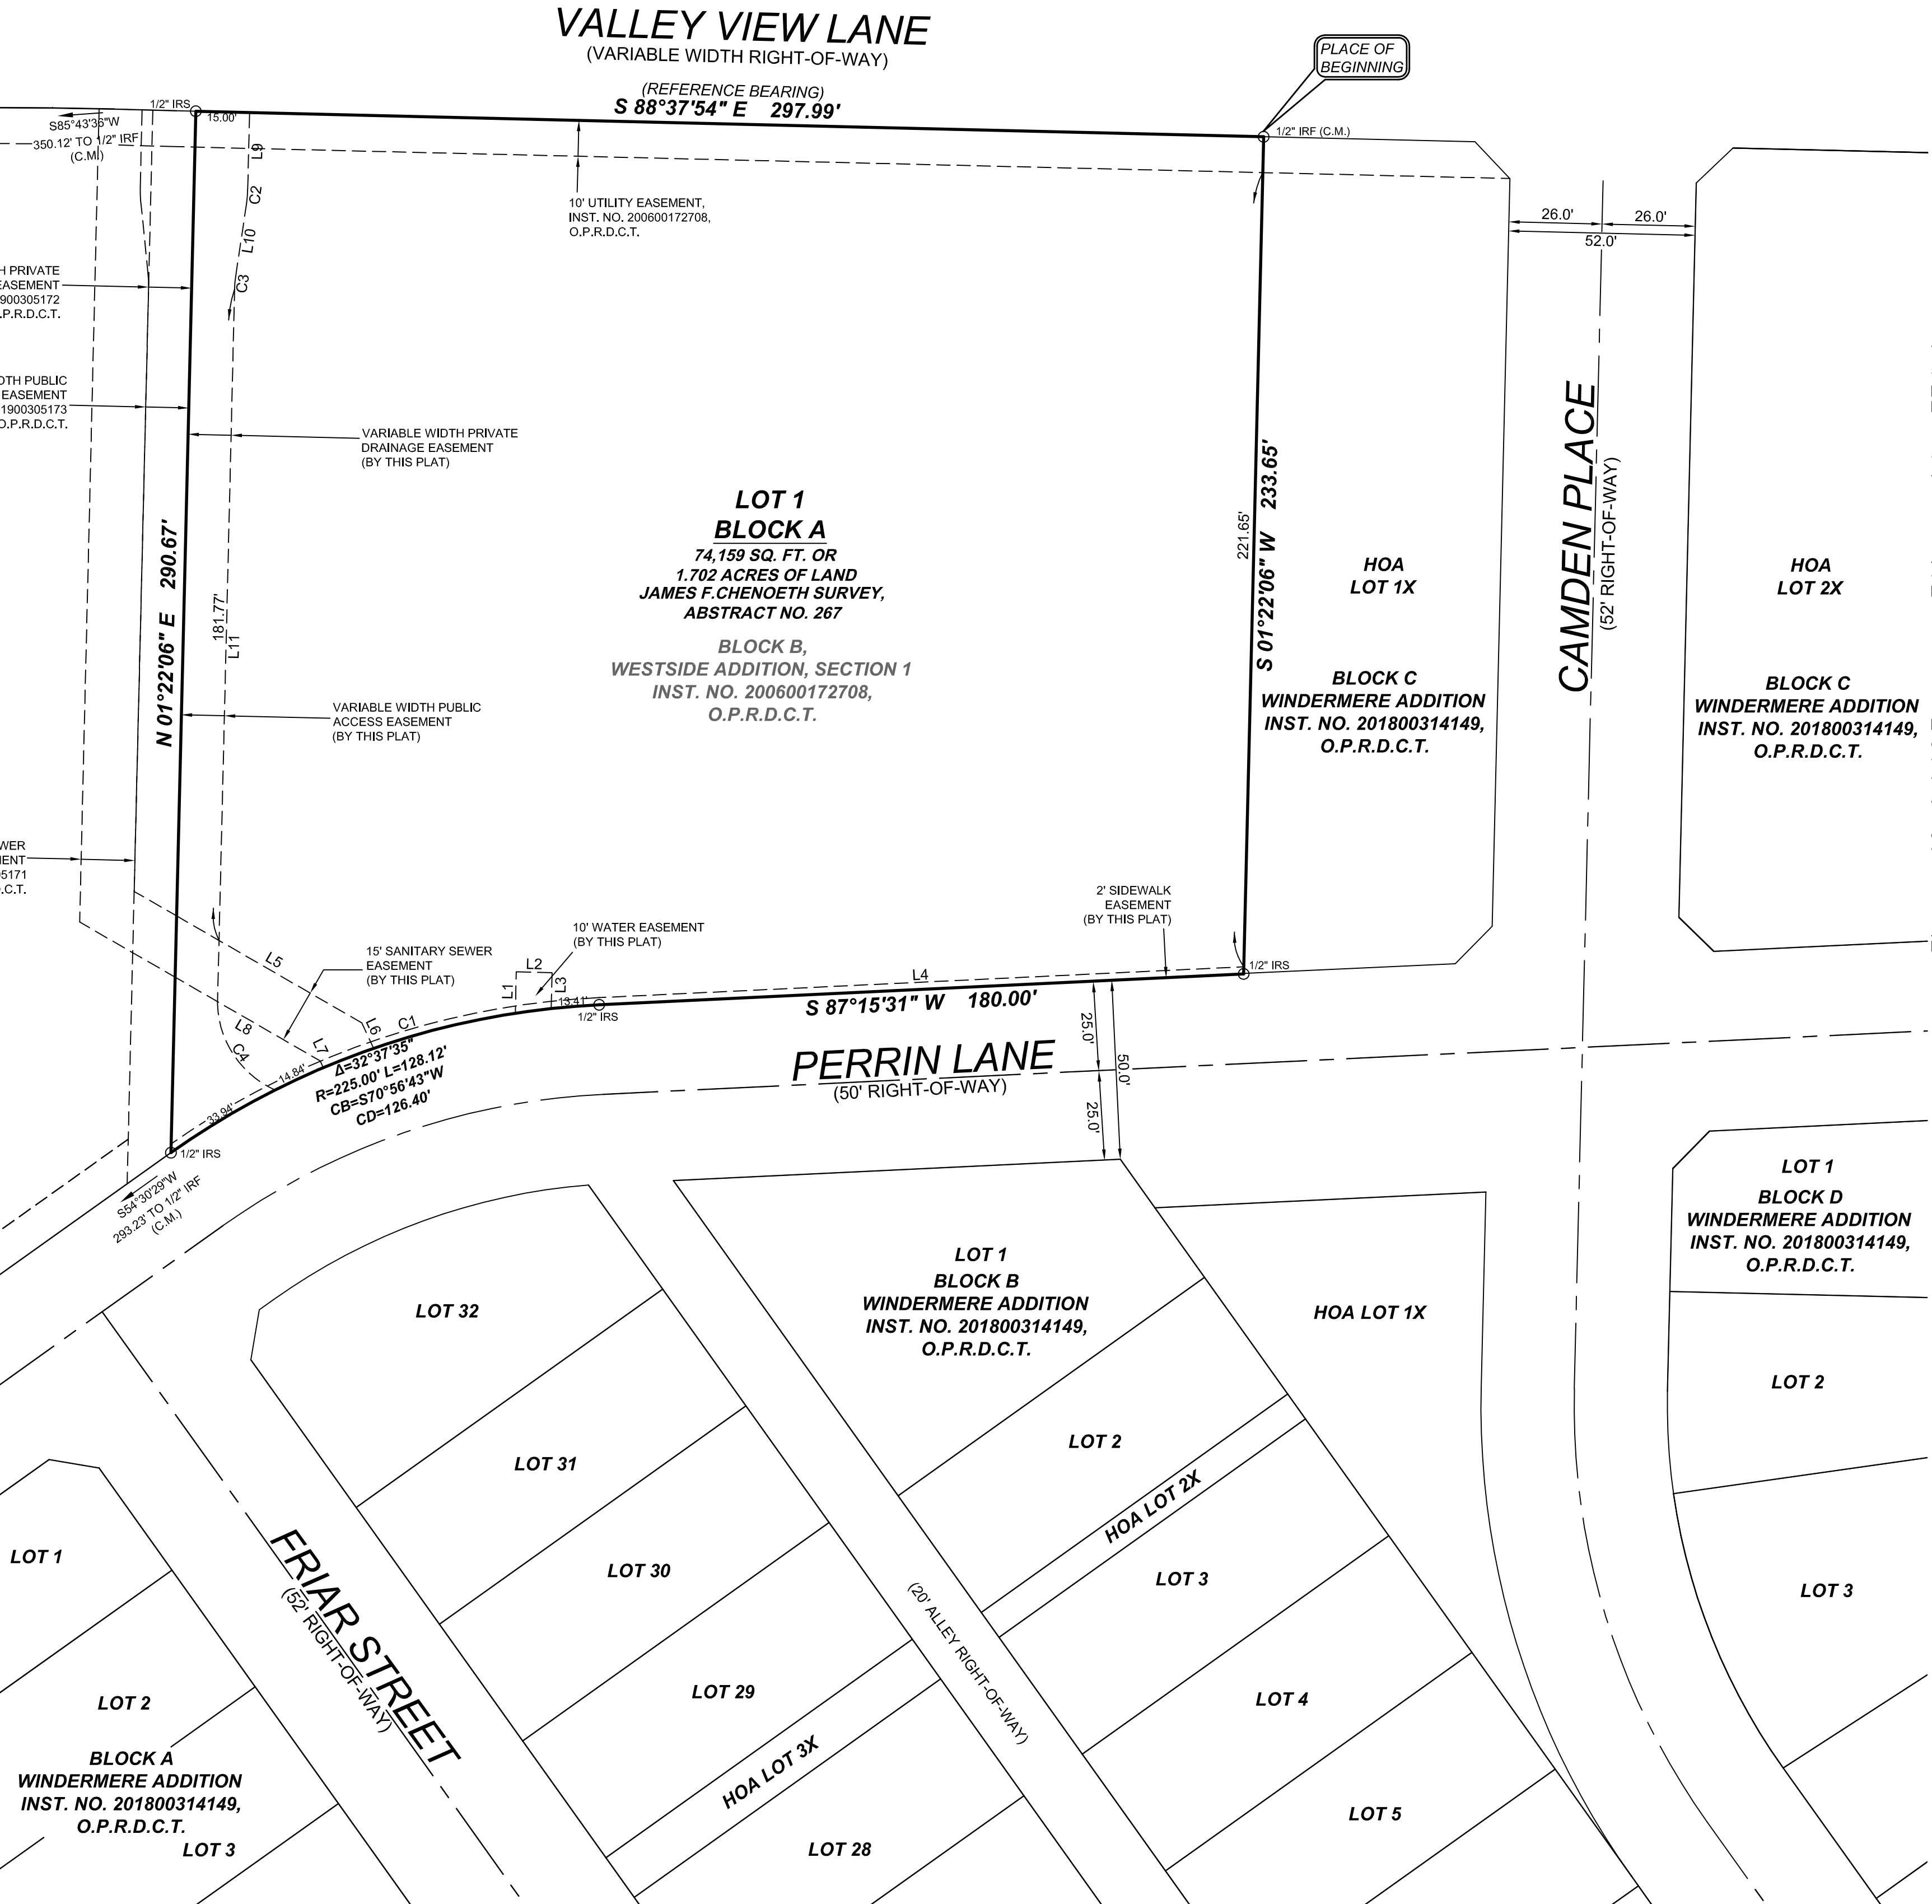 VALLEY VIEW LANE
(VARIABLE WIDTH RIGHT-OF-WAY)
(REFERENCE BEARING)
S 88°37'54" E 297.99'
PLACE OF
BEGINNING
1/2" IRS
15.00'
1/2" IRF (C.M.)
S85°43'36"W
350.12' TO 1/2" IRF
(C.M.)
L9
C2
L10
C3
10' UTILITY EASEMENT,
INST. NO. 200600172708,
O.P.R.D.C.T.
26.0'
26.0'
52.0'
H PRIVATE
EASEMENT
900305172
.P.R.D.C.T.
DTH PUBLIC
EASEMENT
1900305173
O.P.R.D.C.T.
VARIABLE WIDTH PRIVATE
DRAINAGE EASEMENT
(BY THIS PLAT)
N 01°22'06" E 290.67'
181.77'
L11
LOT 1
BLOCK A
74,159 SQ. FT. OR
1.702 ACRES OF LAND
JAMES F.CHENOETH SURVEY,
ABSTRACT NO. 267
BLOCK B,
WESTSIDE ADDITION, SECTION 1
INST. NO. 200600172708,
O.P.R.D.C.T.
221.65'
S 01°22'06" W 233.65'
HOA
LOT 1X
BLOCK C
WINDERMERE ADDITION
INST. NO. 201800314149,
O.P.R.D.C.T.
CAMDEN PLACE
(52' RIGHT-OF-WAY)
HOA
LOT 2X
BLOCK C
WINDERMERE ADDITION
INST. NO. 201800314149,
O.P.R.D.C.T.
VARIABLE WIDTH PUBLIC
ACCESS EASEMENT
(BY THIS PLAT)
WER
MENT
05171
.C.T.
2' SIDEWALK
EASEMENT
(BY THIS PLAT)
10' WATER EASEMENT
(BY THIS PLAT)
15' SANITARY SEWER
EASEMENT
(BY THIS PLAT)
L5
L2
L1
L3
L4
13.41'
1/2" IRS
1/2" IRS
S 87°15'31" W 180.00'
L8
L7
L6
C1
C4
14.84'
33.94'
Δ=32°37'35"
R=225.00' L=128.12'
CB=S70°56'43"W
CD=126.40'
PERRIN LANE
(50' RIGHT-OF-WAY)
25.0'
50.0'
25.0'
1/2" IRS
S54°30'29"W
293.23' TO 1/2" IRF
(C.M.)
LOT 1
BLOCK D
WINDERMERE ADDITION
INST. NO. 201800314149,
O.P.R.D.C.T.
LOT 1
BLOCK B
WINDERMERE ADDITION
INST. NO. 201800314149,
O.P.R.D.C.T.
LOT 32
HOA LOT 1X
LOT 2
LOT 2
LOT 31
HOA LOT 2X
LOT 1
FRIAR STREET
(52' RIGHT-OF-WAY)
LOT 30
LOT 3
LOT 3
(20' ALLEY RIGHT-OF-WAY)
LOT 29
LOT 4
LOT 2
BLOCK A
WINDERMERE ADDITION
INST. NO. 201800314149,
O.P.R.D.C.T.
LOT 3
HOA LOT 3X
LOT 5
LOT 28